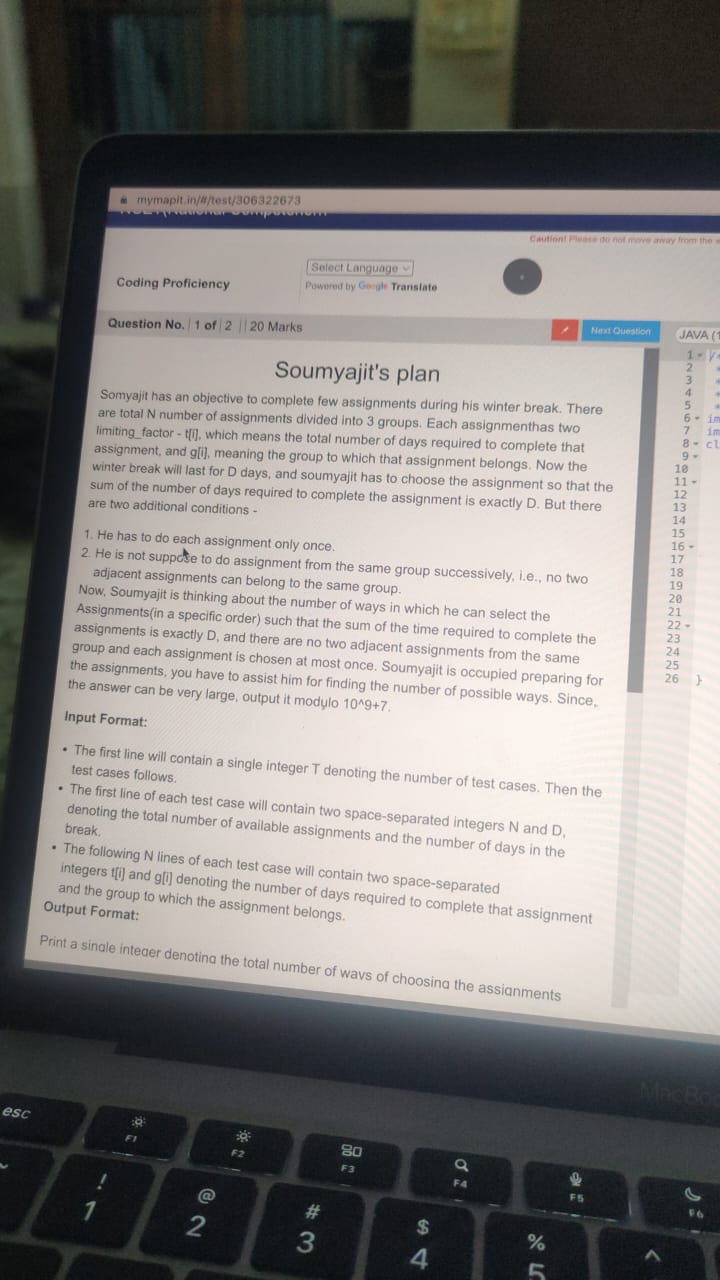 mymapit.in/#/test/306322673
Caution! Please do not move away from the
Coding Proficiency
Select Language
Powered by Google Translate
Question No. 1 of 2 || 20 Marks
Next Question
JAVA (1
Soumyajit's plan
Somyajit has an objective to complete few assignments during his winter break. There
are total N number of assignments divided into 3 groups. Each assignmenthas two
limiting_factor - t[i], which means the total number of days required to complete that
assignment, and g[i], meaning the group to which that assignment belongs. Now the
winter break will last for D days, and soumyajit has to choose the assignment so that the
sum of the number of days required to complete the assignment is exactly D. But there
are two additional conditions -
1. He has to do each assignment only once.
2. He is not suppose to do assignment from the same group successively, i.e., no two
adjacent assignments can belong to the same group.
Now, Soumyajit is thinking about the number of ways in which he can select the
Assignments(in a specific order) such that the sum of the time required to complete the
assignments is exactly D, and there are no two adjacent assignments from the same
group and each assignment is chosen at most once. Soumyajit is occupied preparing for
the assignments, you have to assist him for finding the number of possible ways. Since,
the answer can be very large, output it modulo 10^9+7.
Input Format:
• The first line will contain a single integer T denoting the number of test cases. Then the
test cases follows.
• The first line of each test case will contain two space-separated integers N and D,
denoting the total number of available assignments and the number of days in the
break.
• The following N lines of each test case will contain two space-separated
integers t[i] and g[i] denoting the number of days required to complete that assignment
and the group to which the assignment belongs.
Output Format:
Print a single integer denoting the total number of ways of choosing the assignments
1
2
3
4
5
6 im
7 im
8 cl
9
10
11
12
13
14
15
16
17
18
19
20
21
22
23
24
25
26 }
MacBo
esc
F1
F2
F3
F4
F5
F6
! 1
@ 2
# 3
$ 4
% 5
^